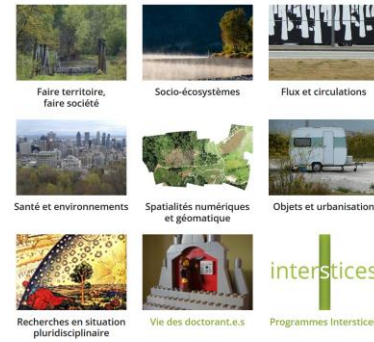 Faire territoire,
faire société
Socio-écosystèmes
Flux et circulations
Santé et environnements
Spatialités numériques
et géomatique
Objets et urbanisation
Recherches en situation
pluridisciplinaire
Vie des doctorant.e.s
interstices
Programmes Interstices